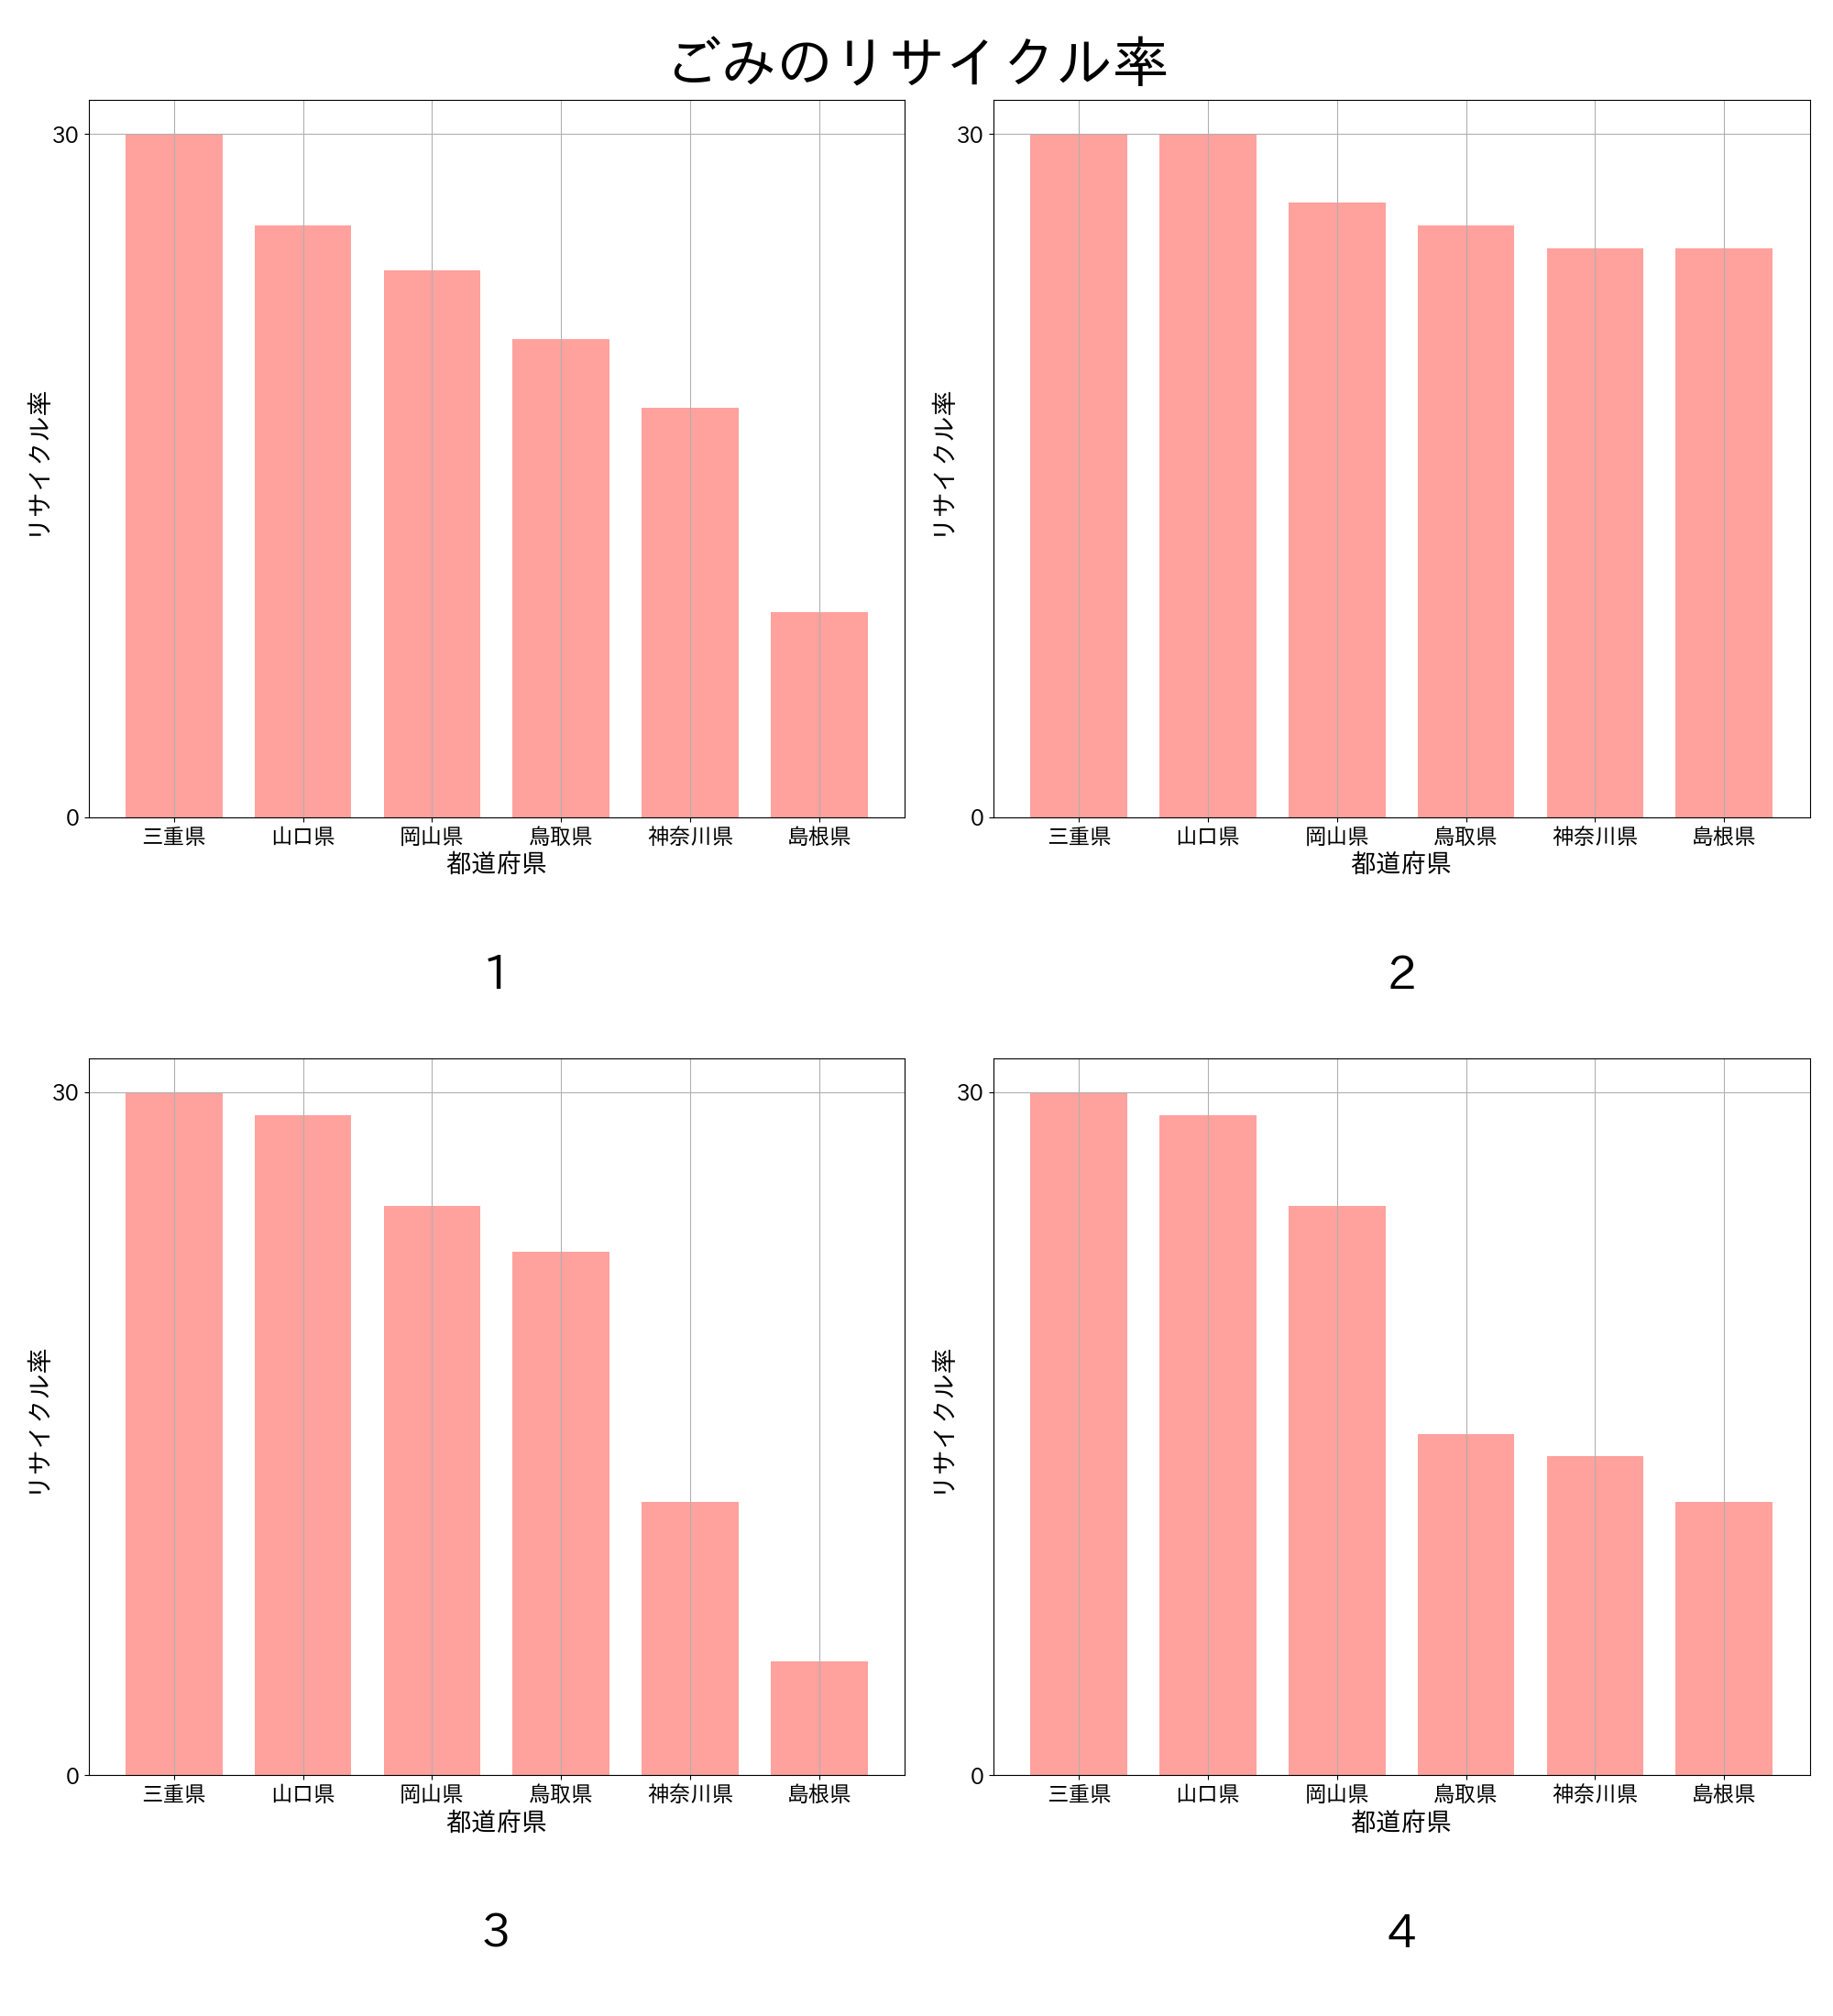 ごみのリサイクル率
30
0
リサイクル率
三重県 山口県 岡山県 鳥取県 神奈川県 島根県
都道府県
1
30
0
リサイクル率
三重県 山口県 岡山県 鳥取県 神奈川県 島根県
都道府県
2
30
0
リサイクル率
三重県 山口県 岡山県 鳥取県 神奈川県 島根県
都道府県
3
30
0
リサイクル率
三重県 山口県 岡山県 鳥取県 神奈川県 島根県
都道府県
4